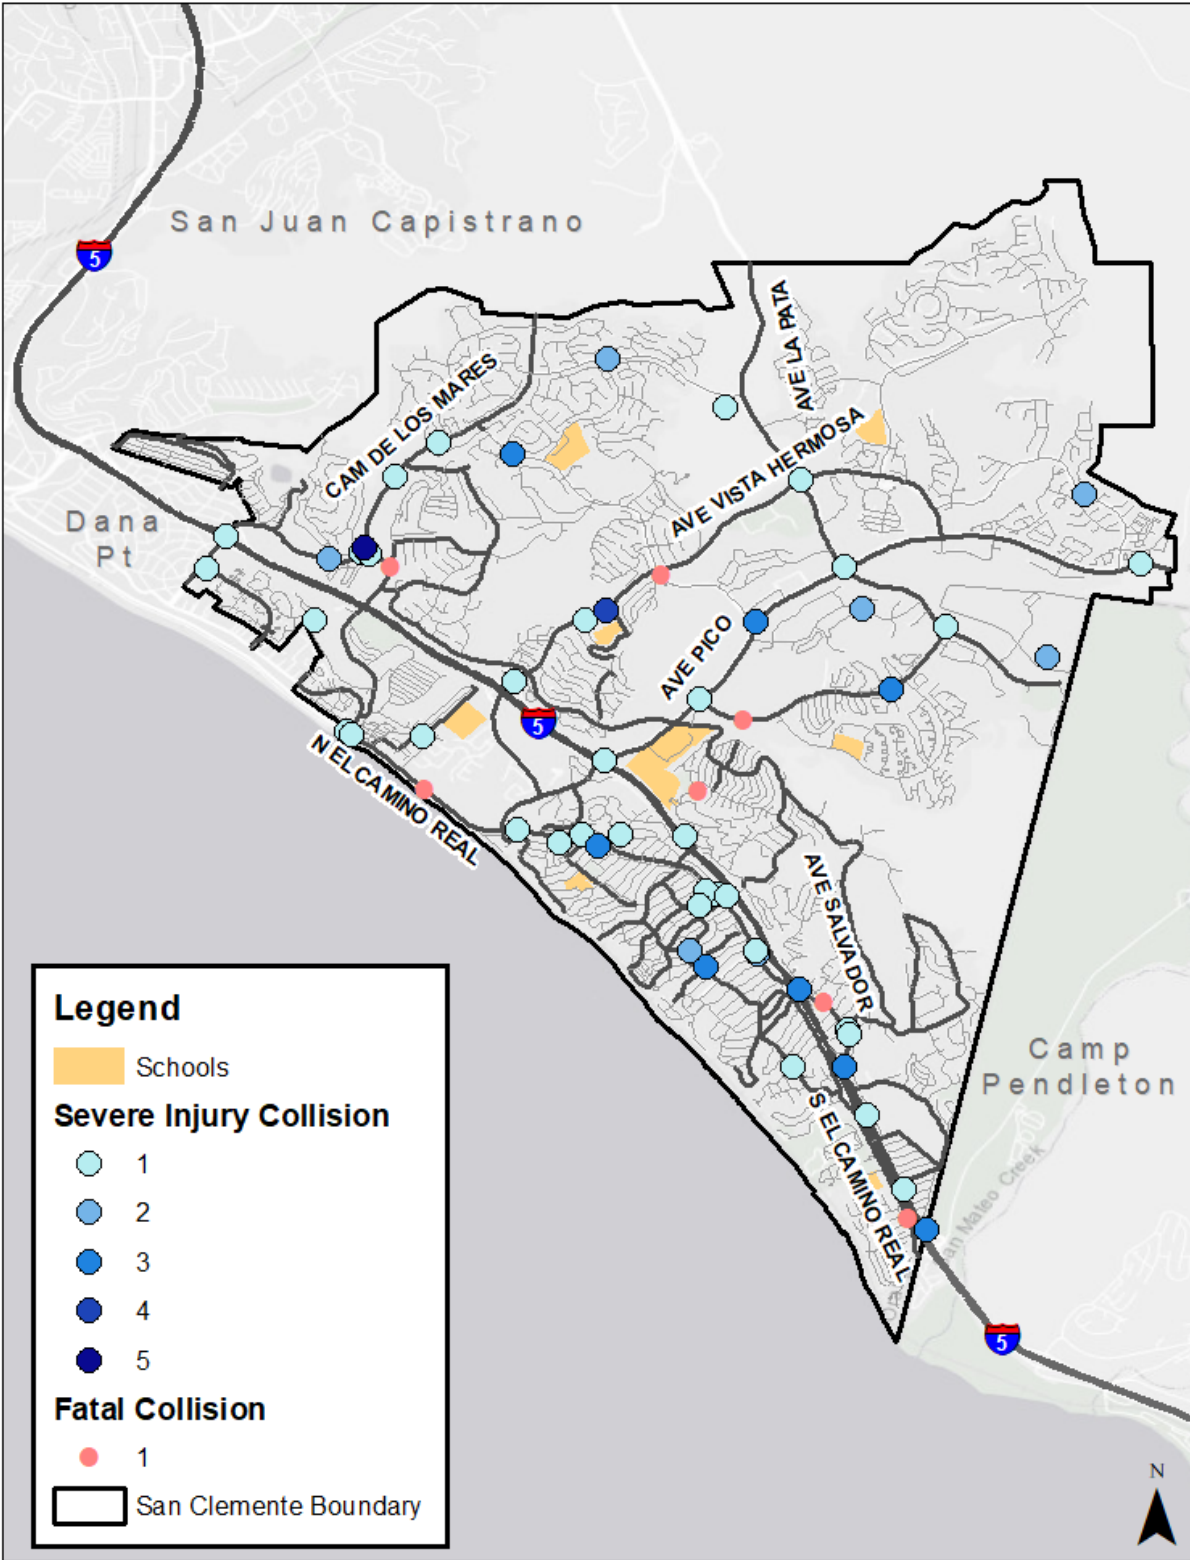 San Juan Capistrano
5
AVE LA PATA
CAM DE LOS MARES
AVE VISTA HERMOSA
Dana
Pt
AVE PICO
5
N EL CAMINO REAL
AVE SALVADOR
Camp
Pendleton
S EL CAMINO REAL
an Mateo Creek
5
Legend
Schools
Severe Injury Collision
1
2
3
4
5
Fatal Collision
1
San Clemente Boundary
N